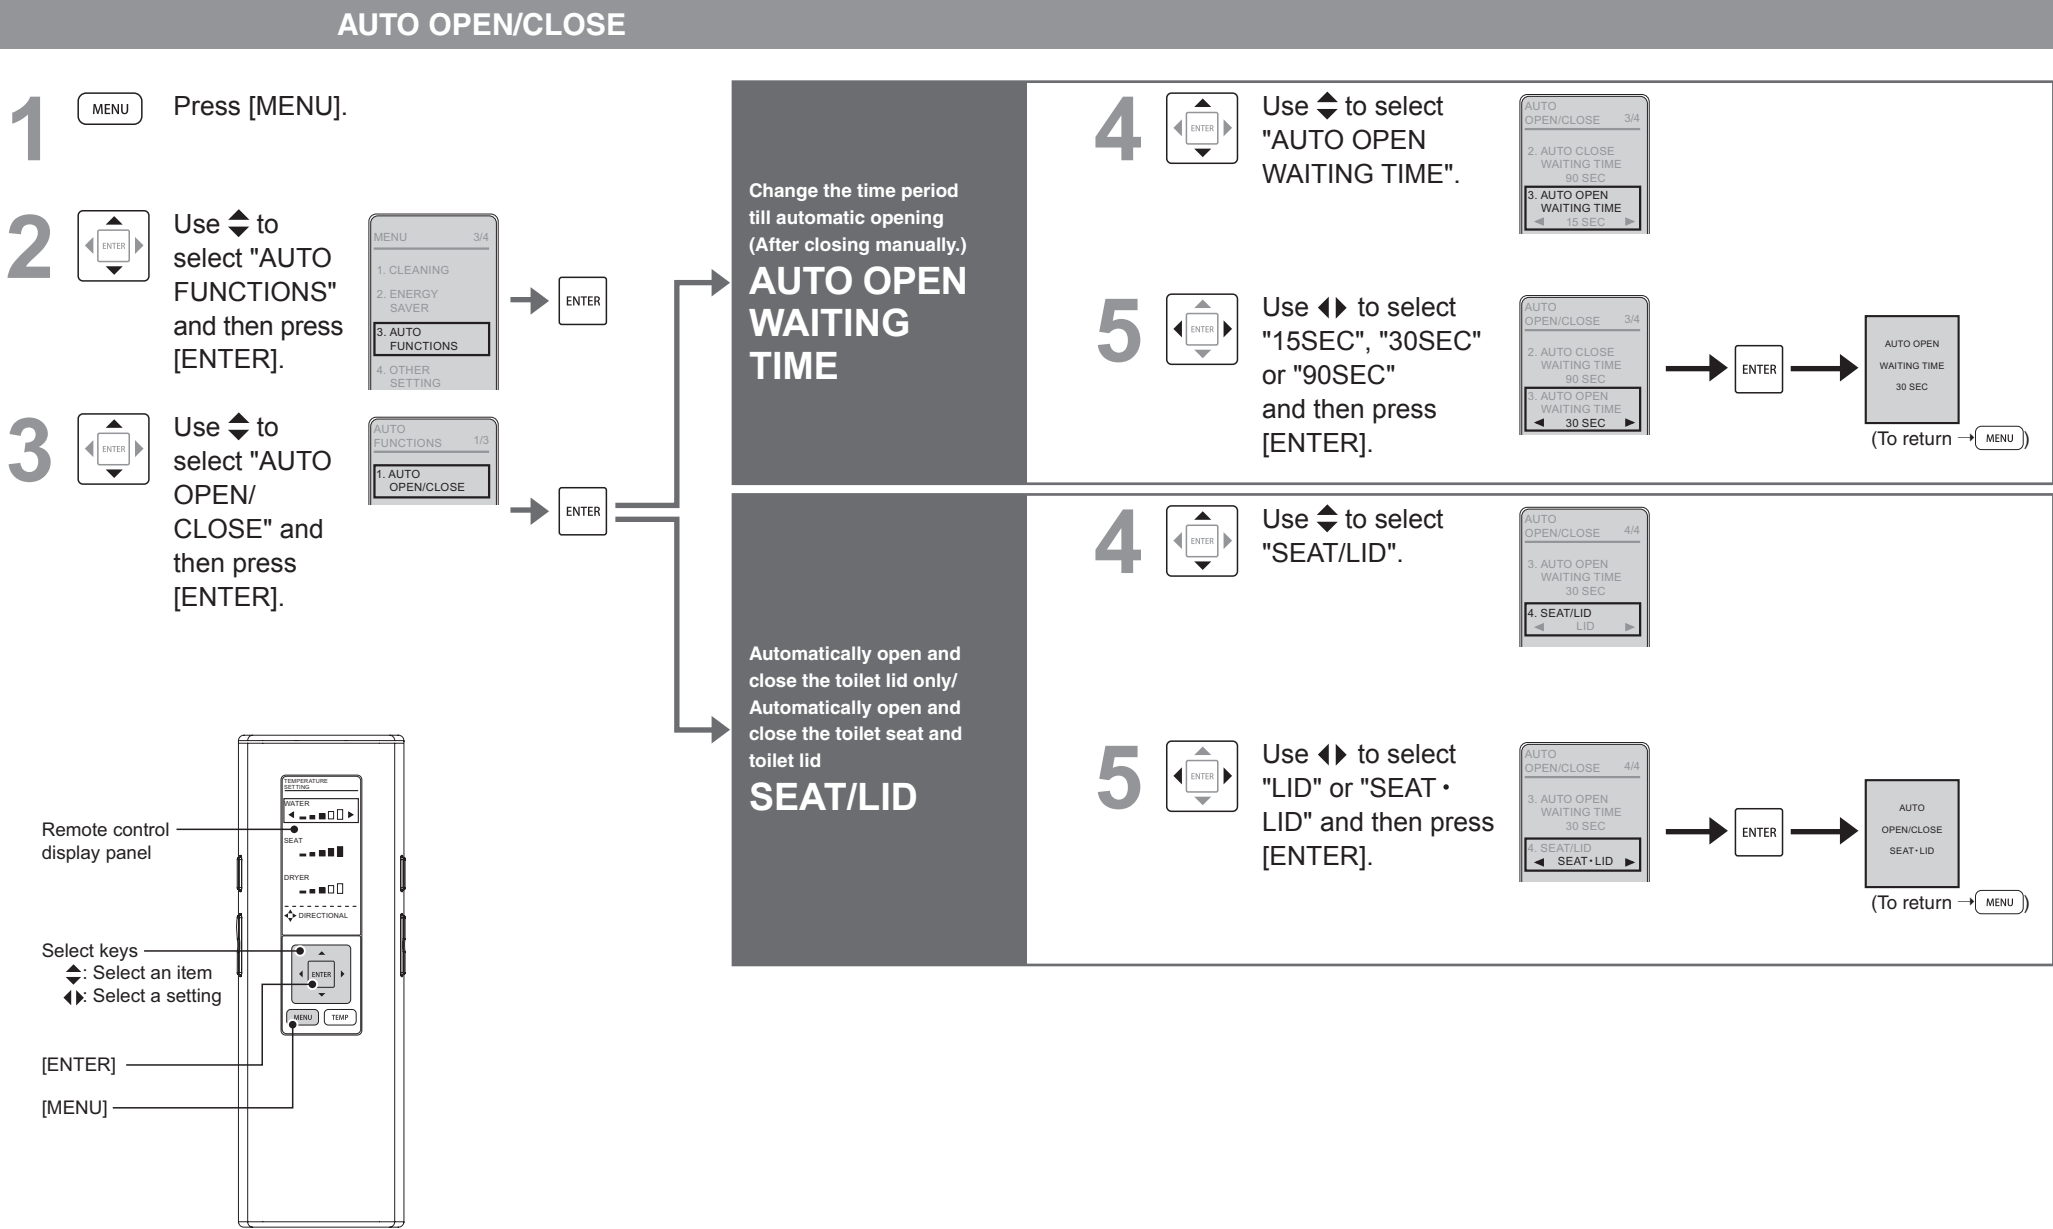 AUTO OPEN/CLOSE
1
MENU
Press [MENU].
2
ENTER
Use ▲▼ to
select "AUTO
FUNCTIONS"
and then press
[ENTER].
MENU 3/4
1. CLEANING
2. ENERGY
SAVER
3. AUTO
FUNCTIONS
4. OTHER
SETTING
ENTER
3
ENTER
Use ▲▼ to
select "AUTO
OPEN/
CLOSE" and
then press
[ENTER].
AUTO
FUNCTIONS 1/3
1. AUTO
OPEN/CLOSE
ENTER
Change the time period
till automatic opening
(After closing manually.)
AUTO OPEN
WAITING
TIME
4
ENTER
Use ▲▼ to select
"AUTO OPEN
WAITING TIME".
AUTO
OPEN/CLOSE 3/4
2. AUTO CLOSE
WAITING TIME
90 SEC
3. AUTO OPEN
WAITING TIME
◀ 15 SEC ▶
5
ENTER
Use ◀▶ to select
"15SEC", "30SEC"
or "90SEC"
and then press
[ENTER].
AUTO
OPEN/CLOSE 3/4
2. AUTO CLOSE
WAITING TIME
90 SEC
3. AUTO OPEN
WAITING TIME
◀ 30 SEC ▶
ENTER
AUTO OPEN
WAITING TIME
30 SEC
(To return → MENU )
Automatically open and
close the toilet lid only/
Automatically open and
close the toilet seat and
toilet lid
SEAT/LID
4
ENTER
Use ▲▼ to select
"SEAT/LID".
AUTO
OPEN/CLOSE 4/4
3. AUTO OPEN
WAITING TIME
30 SEC
4. SEAT/LID
◀ LID ▶
5
ENTER
Use ◀▶ to select
"LID" or "SEAT・
LID" and then press
[ENTER].
AUTO
OPEN/CLOSE 4/4
3. AUTO OPEN
WAITING TIME
30 SEC
4. SEAT/LID
◀ SEAT・LID ▶
ENTER
AUTO
OPEN/CLOSE
SEAT・LID
(To return → MENU )
TEMPERATURE
SETTING
WATER
SEAT
DRYER
DIRECTIONAL
ENTER
MENU TEMP
Remote control
display panel
Select keys
▲▼: Select an item
◀▶: Select a setting
[ENTER]
[MENU]